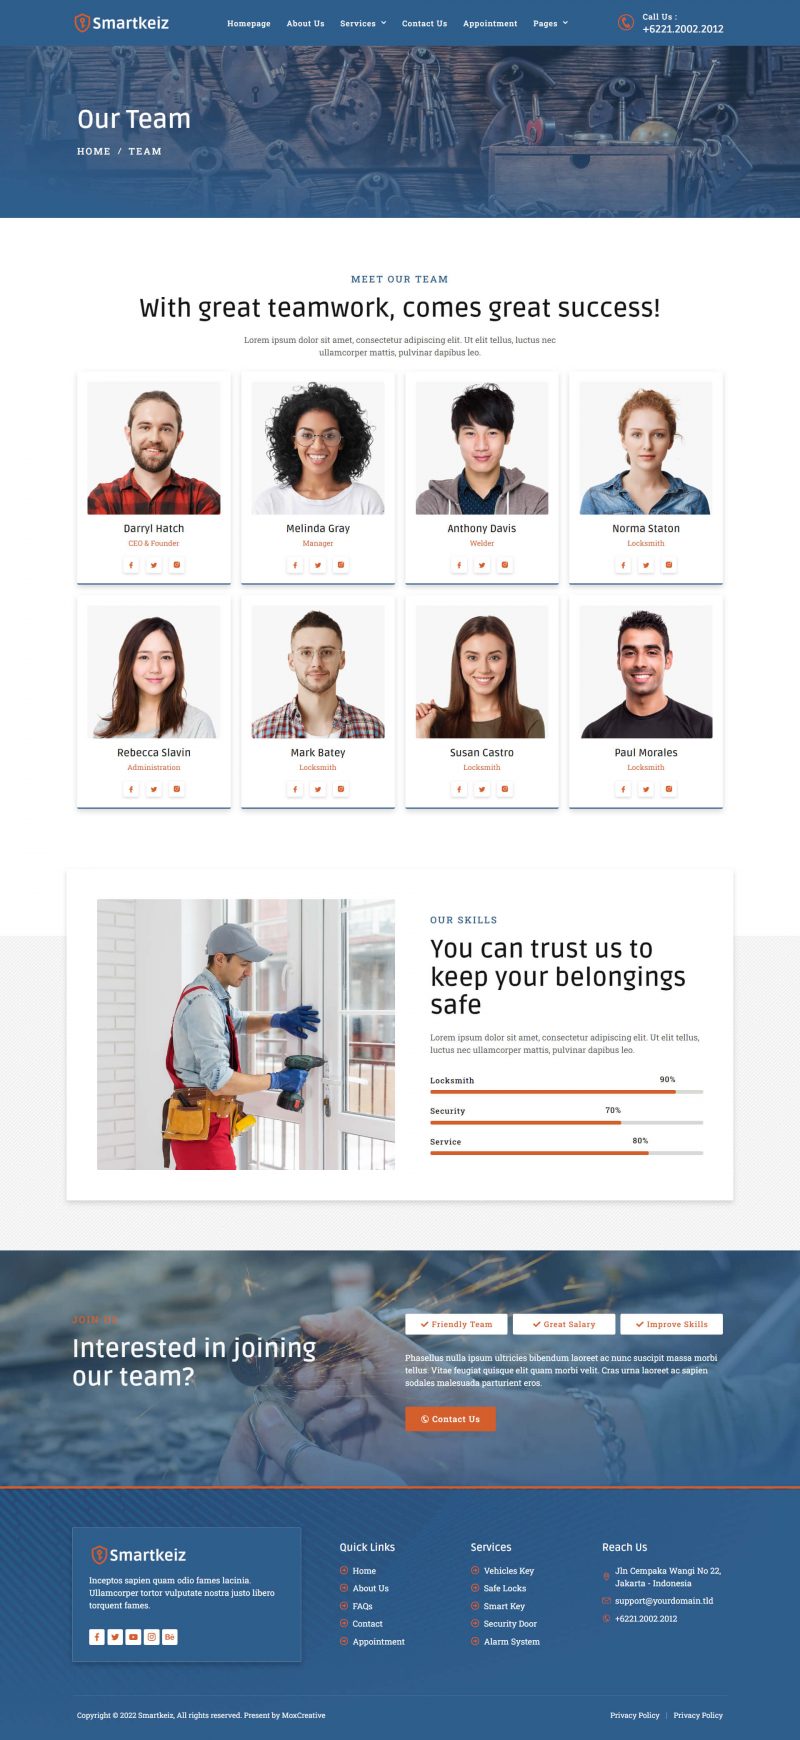 Smartkeiz
Homepage About Us Services Contact Us Appointment Pages
Call Us :
+6221.2002.2012
Our Team
HOME / TEAM
MEET OUR TEAM
With great teamwork, comes great success!
Lorem ipsum dolor sit amet, consectetur adipiscing elit. Ut elit tellus, luctus nec
ullamcorper mattis, pulvinar dapibus leo.
Darryl Hatch
CEO & Founder
Melinda Gray
Manager
Anthony Davis
Welder
Norma Staton
Locksmith
Rebecca Slavin
Administration
Mark Batey
Locksmith
Susan Castro
Locksmith
Paul Morales
Locksmith
OUR SKILLS
You can trust us to
keep your belongings
safe
Lorem ipsum dolor sit amet, consectetur adipiscing elit. Ut elit tellus,
luctus nec ullamcorper mattis, pulvinar dapibus leo.
Locksmith 90%
Security 70%
Service 80%
JOIN US
Interested in joining
our team?
Friendly Team
Great Salary
Improve Skills
Phasellus nulla ipsum ultricies bibendum laoreet ac nunc suscipit massa morbi
tellus. Vitae feugiat quisque elit quam morbi velit. Cras urna laoreet ac sapien
sodales malesuada parturient eros.
Contact Us
Smartkeiz
Inceptos sapien quam odio fames lacinia.
Ullamcorper tortor vulputate nostra justo libero
torquent fames.
Quick Links
Home
About Us
FAQs
Contact
Appointment
Services
Vehicles Key
Safe Locks
Smart Key
Security Door
Alarm System
Reach Us
Jln Cempaka Wangi No 22,
Jakarta - Indonesia
support@yourdomain.tld
+6221.2002.2012
Copyright © 2022 Smartkeiz, All rights reserved. Present by MoxCreative
Privacy Policy | Privacy Policy